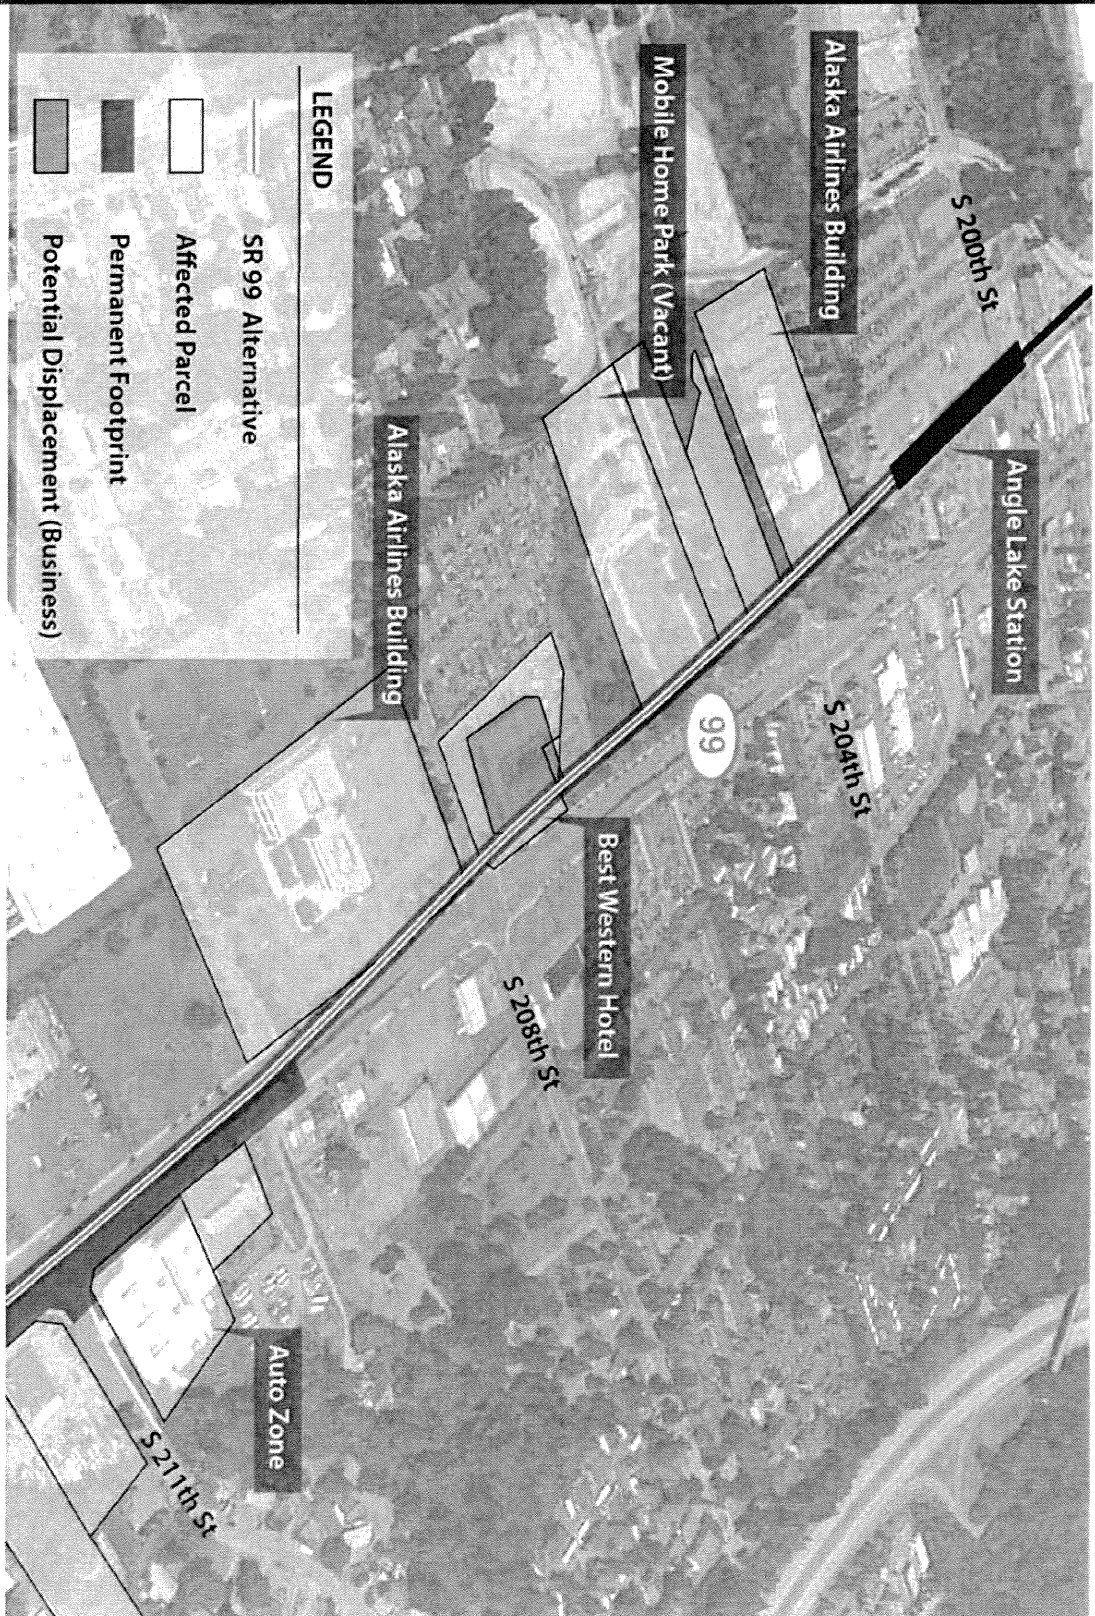 S 200th St
Angle Lake Station
Alaska Airlines Building
Mobile Home Park (Vacant)
S 204th St
99
Best Western Hotel
S 208th St
Alaska Airlines Building
Auto Zone
S 211th St
LEGEND
SR 99 Alternative
Affected Parcel
Permanent Footprint
Potential Displacement (Business)